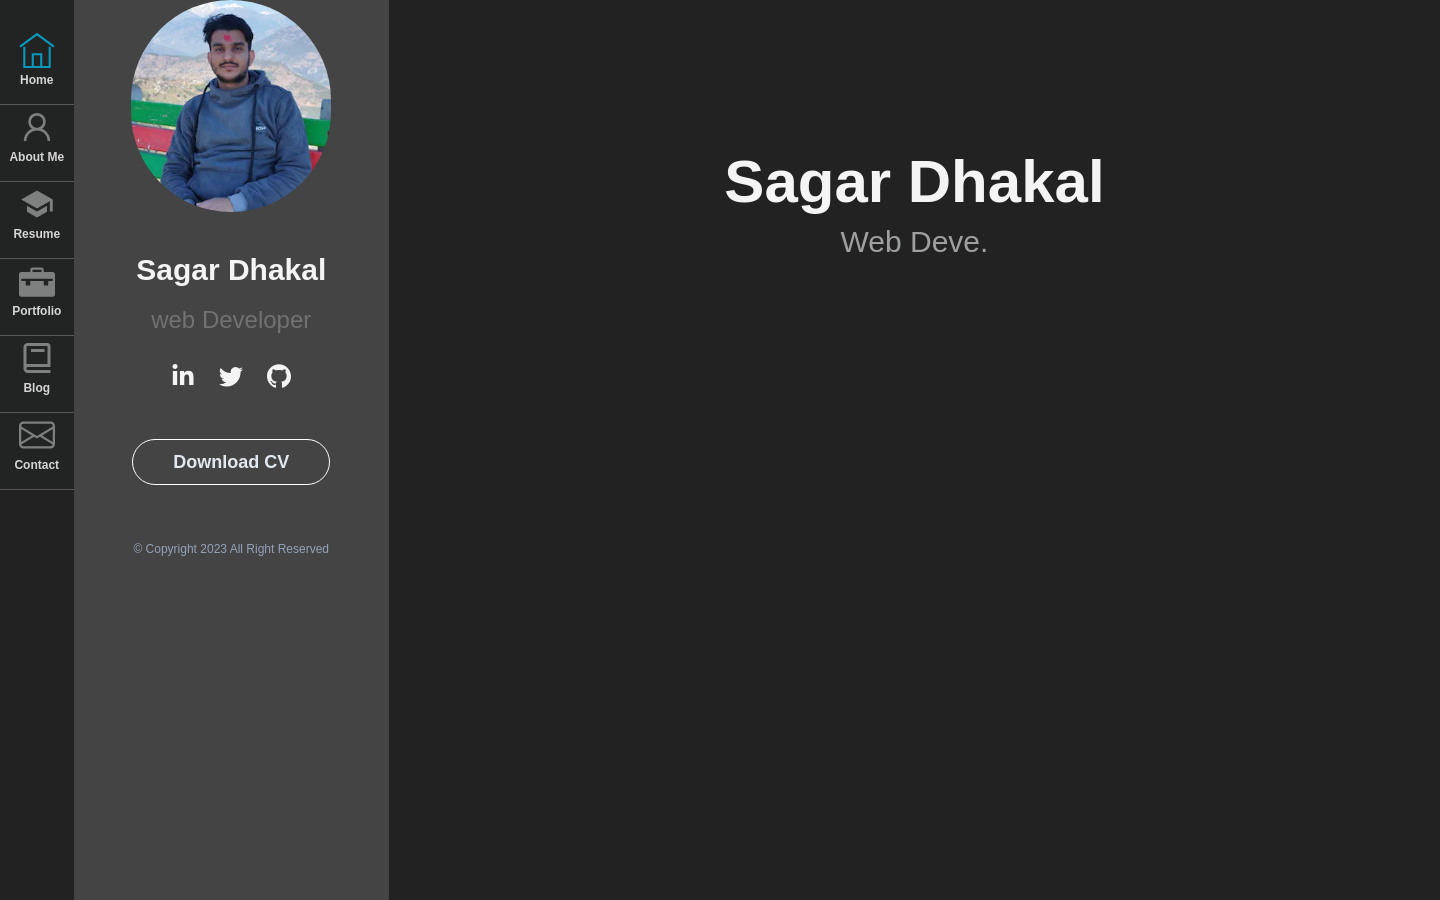 Home
About Me
Resume
Portfolio
Blog
Contact
Sagar Dhakal
web Developer
Download CV
© Copyright 2023 All Right Reserved
Sagar Dhakal
Web Deve.